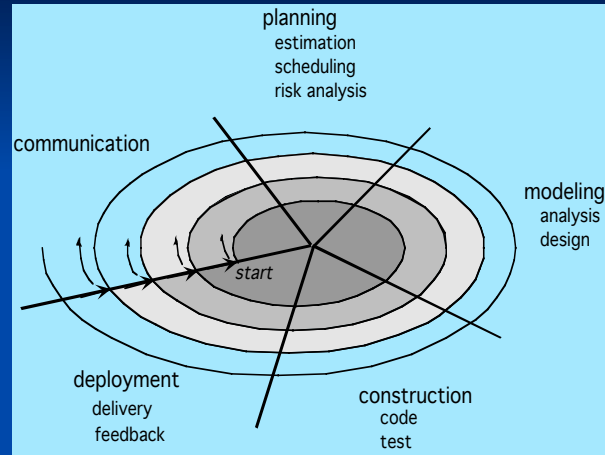 planning
estimation
scheduling
risk analysis
communication
modeling
analysis
design
start
deployment
delivery
feedback
construction
code
test